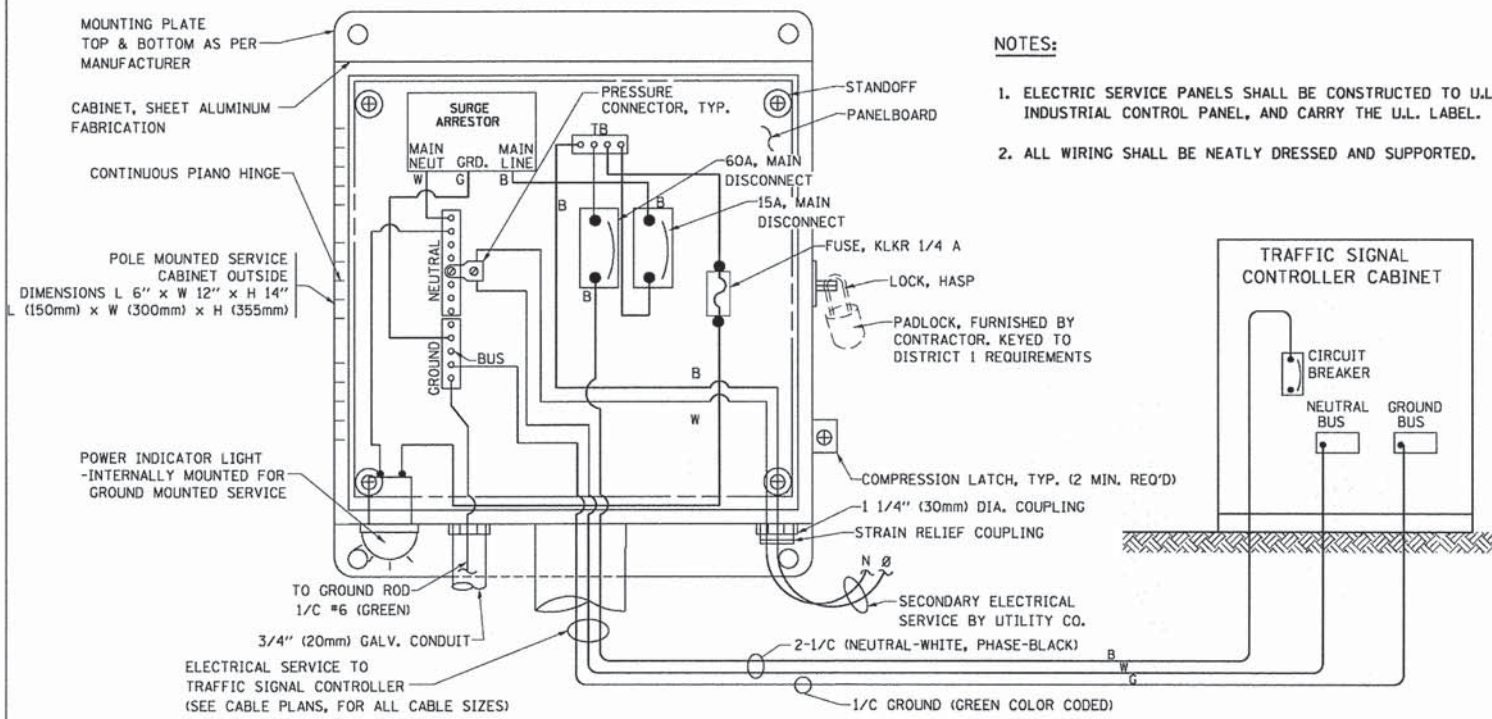 MOUNTING PLATE
TOP & BOTTOM AS PER
MANUFACTURER
CABINET, SHEET ALUMINUM
FABRICATION
CONTINUOUS PIANO HINGE
POLE MOUNTED SERVICE
CABINET OUTSIDE
DIMENSIONS L 6" x W 12" x H 14"
L (150mm) x W (300mm) x H (355mm)
POWER INDICATOR LIGHT
-INTERNALLY MOUNTED FOR
GROUND MOUNTED SERVICE
SURGE
ARRESTOR
MAIN
NEUT
GRD.
MAIN
LINE
W
G
B
PRESSURE
CONNECTOR, TYP.
TB
60A, MAIN
DISCONNECT
B
B
15A, MAIN
DISCONNECT
B
NEUTRAL
GROUND
BUS
B
W
STANDOFF
PANELBOARD
FUSE, KLKR 1/4 A
LOCK, HASP
PADLOCK, FURNISHED BY
CONTRACTOR. KEYED TO
DISTRICT 1 REQUIREMENTS
COMPRESSION LATCH, TYP. (2 MIN. REQ'D)
1 1/4" (30mm) DIA. COUPLING
STRAIN RELIEF COUPLING
N Ø
SECONDARY ELECTRICAL
SERVICE BY UTILITY CO.
TO GROUND ROD
1/C #6 (GREEN)
3/4" (20mm) GALV. CONDUIT
ELECTRICAL SERVICE TO
TRAFFIC SIGNAL CONTROLLER
(SEE CABLE PLANS, FOR ALL CABLE SIZES)
2-1/C (NEUTRAL-WHITE, PHASE-BLACK)
B
W
G
1/C GROUND (GREEN COLOR CODED)
NOTES:
1. ELECTRIC SERVICE PANELS SHALL BE CONSTRUCTED TO U.L
INDUSTRIAL CONTROL PANEL, AND CARRY THE U.L. LABEL.
2. ALL WIRING SHALL BE NEATLY DRESSED AND SUPPORTED.
TRAFFIC SIGNAL
CONTROLLER CABINET
CIRCUIT
BREAKER
NEUTRAL
BUS
GROUND
BUS